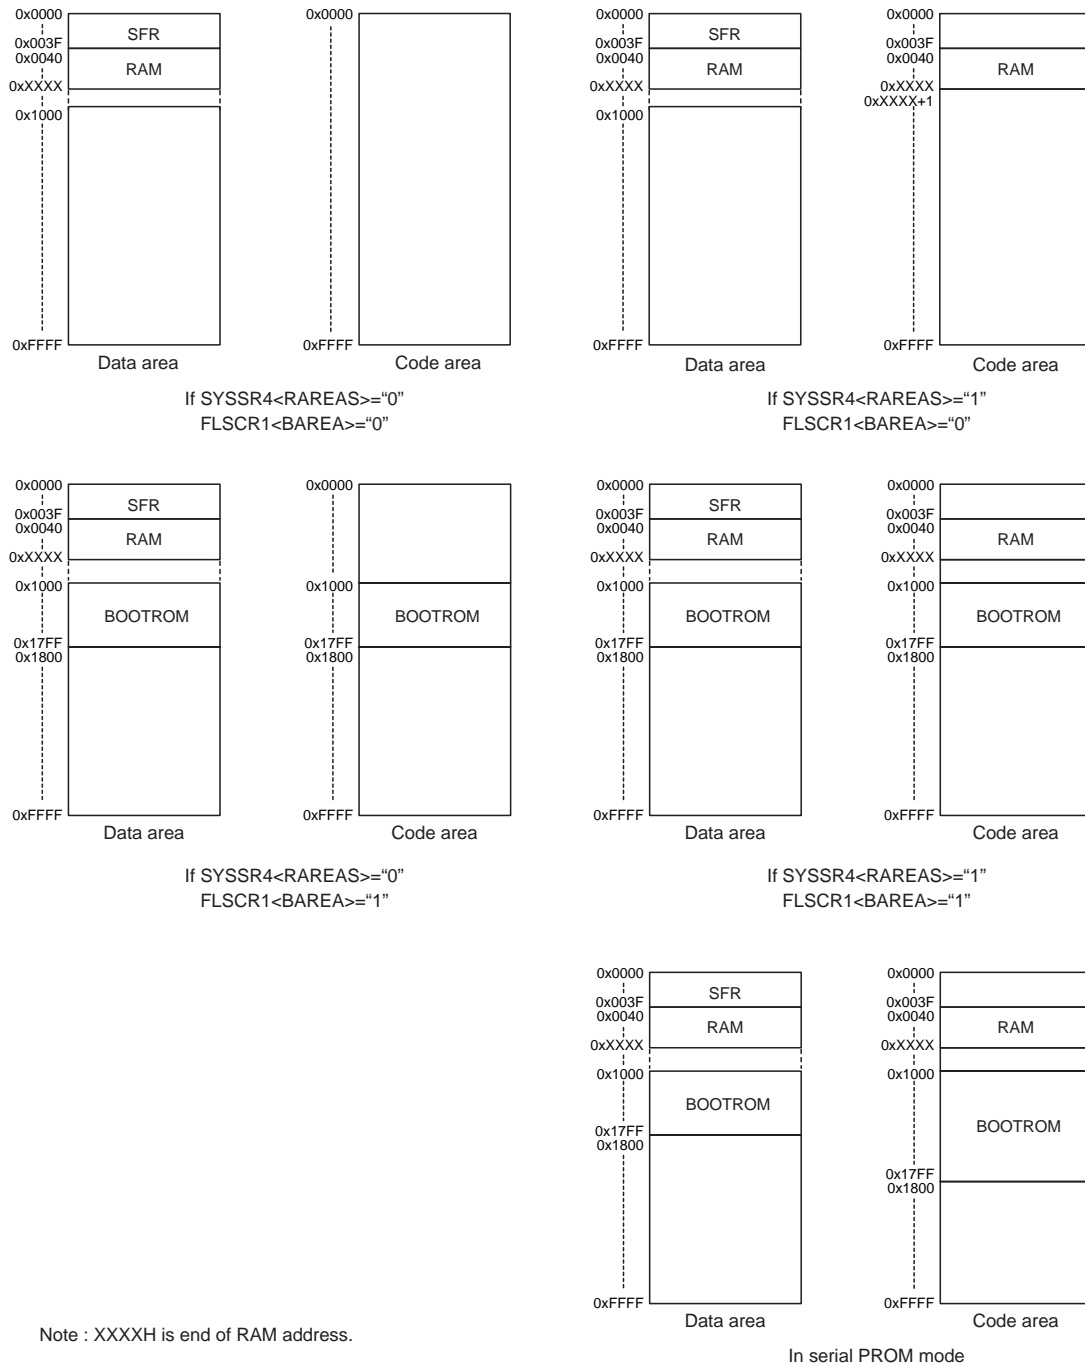 0x0000
SFR
0x003F
0x0040
RAM
0xXXXX
0x1000
0xFFFF
Data area
0x0000
0xFFFF
Code area
If SYSSR4<RAREAS>=“0”
FLSCR1<BAREA>=“0”
0x0000
SFR
0x003F
0x0040
RAM
0xXXXX
0x1000
0xFFFF
Data area
0x0000
0x003F
0x0040
RAM
0xXXXX
0xXXXX+1
0xFFFF
Code area
If SYSSR4<RAREAS>=“1”
FLSCR1<BAREA>=“0”
0x0000
SFR
0x003F
0x0040
RAM
0xXXXX
0x1000
BOOTROM
0x17FF
0x1800
0xFFFF
Data area
0x0000
0x1000
BOOTROM
0x17FF
0x1800
0xFFFF
Code area
If SYSSR4<RAREAS>=“0”
FLSCR1<BAREA>=“1”
0x0000
SFR
0x003F
0x0040
RAM
0xXXXX
0x1000
BOOTROM
0x17FF
0x1800
0xFFFF
Data area
0x0000
0x003F
0x0040
RAM
0xXXXX
0x1000
BOOTROM
0x17FF
0x1800
0xFFFF
Code area
If SYSSR4<RAREAS>=“1”
FLSCR1<BAREA>=“1”
0x0000
SFR
0x003F
0x0040
RAM
0xXXXX
0x1000
BOOTROM
0x17FF
0x1800
0xFFFF
Data area
0x0000
0x003F
0x0040
RAM
0xXXXX
0x1000
BOOTROM
0x17FF
0x1800
0xFFFF
Code area
In serial PROM mode
Note : XXXXH is end of RAM address.